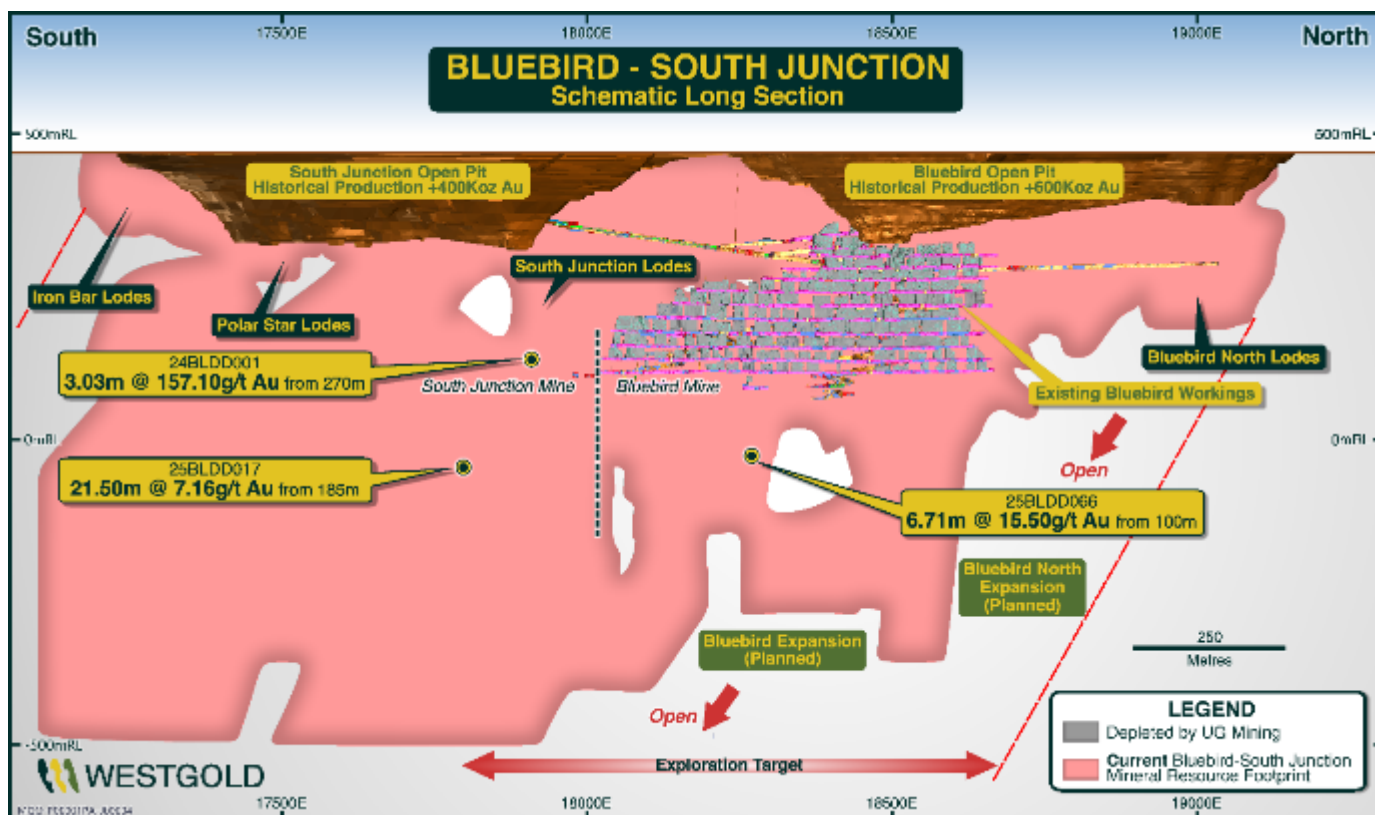 South
17500E
18000E
18500E
19000E
North
BLUEBIRD - SOUTH JUNCTION
Schematic Long Section
500mRL
500mRL
South Junction Open Pit
Historical Production +400Koz Au
Bluebird Open Pit
Historical Production +600Koz Au
South Junction Lodes
Iron Bar Lodes
Polar Star Lodes
Bluebird North Lodes
24BLDD001
3.03m @ 157.10g/t Au from 270m
South Junction Mine
Bluebird Mine
Existing Bluebird Workings
0mRL
0mRL
Open
25BLDD017
21.50m @ 7.16g/t Au from 185m
25BLDD066
6.71m @ 15.50g/t Au from 100m
Bluebird North
Expansion
(Planned)
Bluebird Expansion
(Planned)
250
Metres
Open
LEGEND
Depleted by UG Mining
Current Bluebird-South Junction
Mineral Resource Footprint
-500mRL
WESTGOLD
Exploration Target
17500E
18000E
18500E
19000E